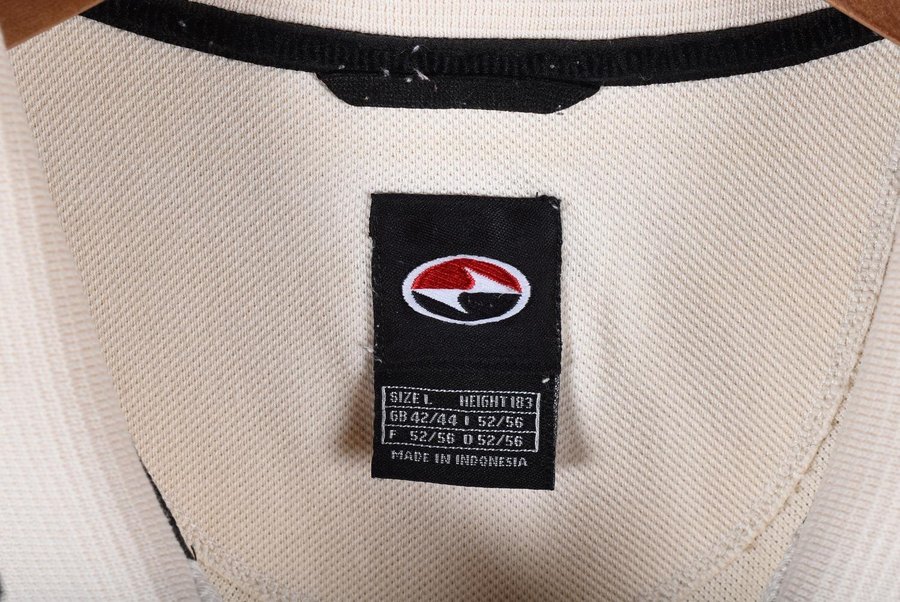 SIZE L HEIGHT 183
GB 42/44 I 52/56
F 52/56 D 52/56
MADE IN INDONESIA